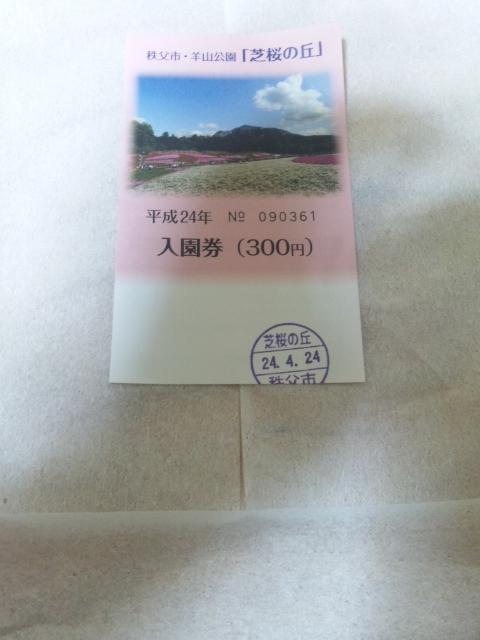 秩父市・羊山公園「芝桜の丘」
平成24年 № 090361
入園券（300円）
芝桜の丘
24.4.24
秩父市